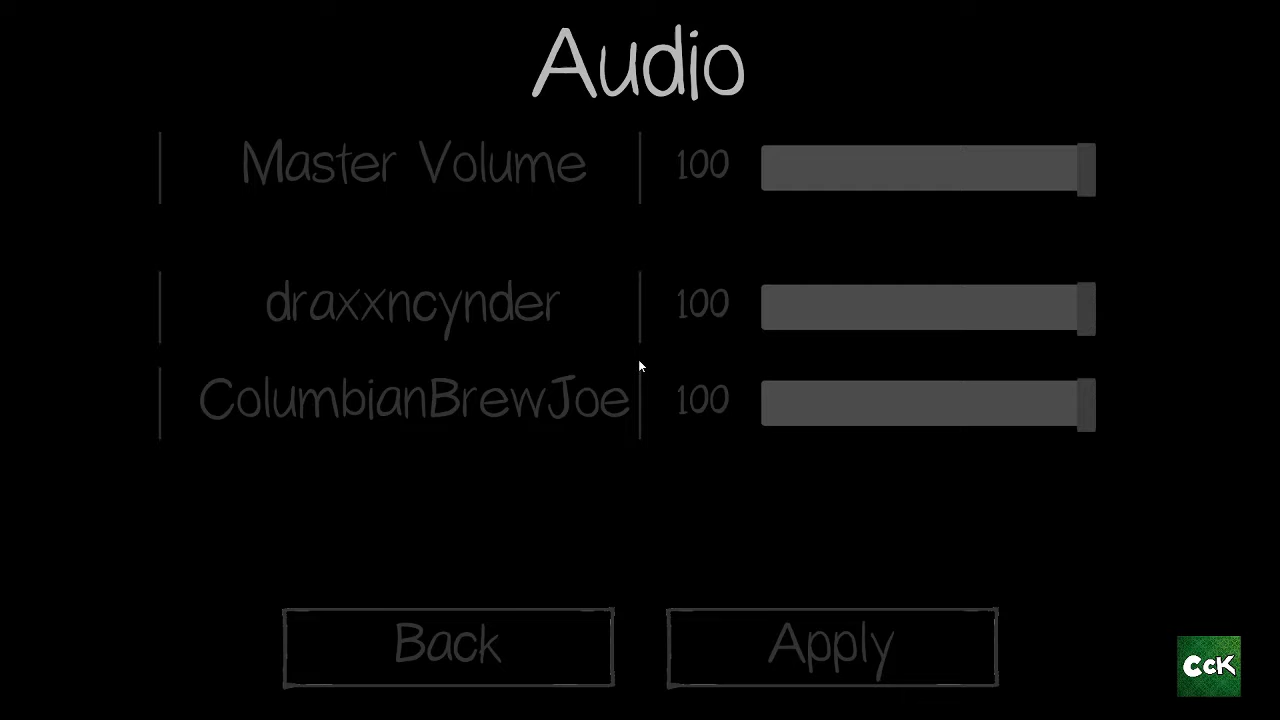 Audio
Master Volume 100
draxxncynder 100
ColumbianBrewJoe 100
Back Apply
CcK